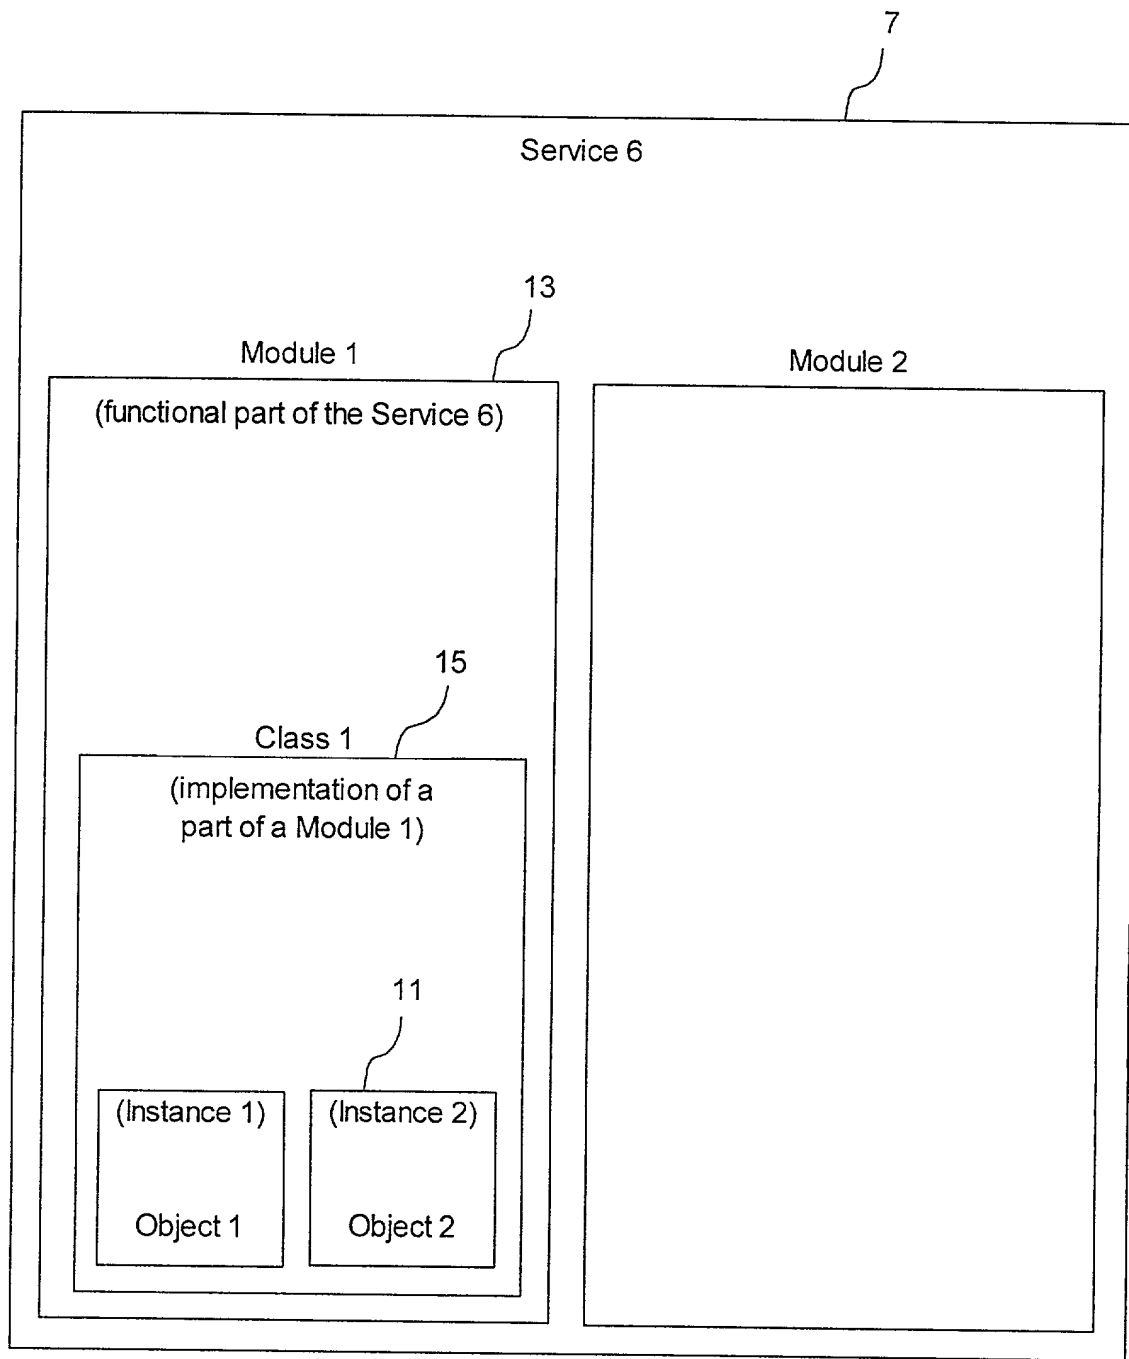 7
Service 6
13
Module 1
Module 2
(functional part of the Service 6)
15
Class 1
(implementation of a
part of a Module 1)
11
(Instance 1)
(Instance 2)
Object 1
Object 2